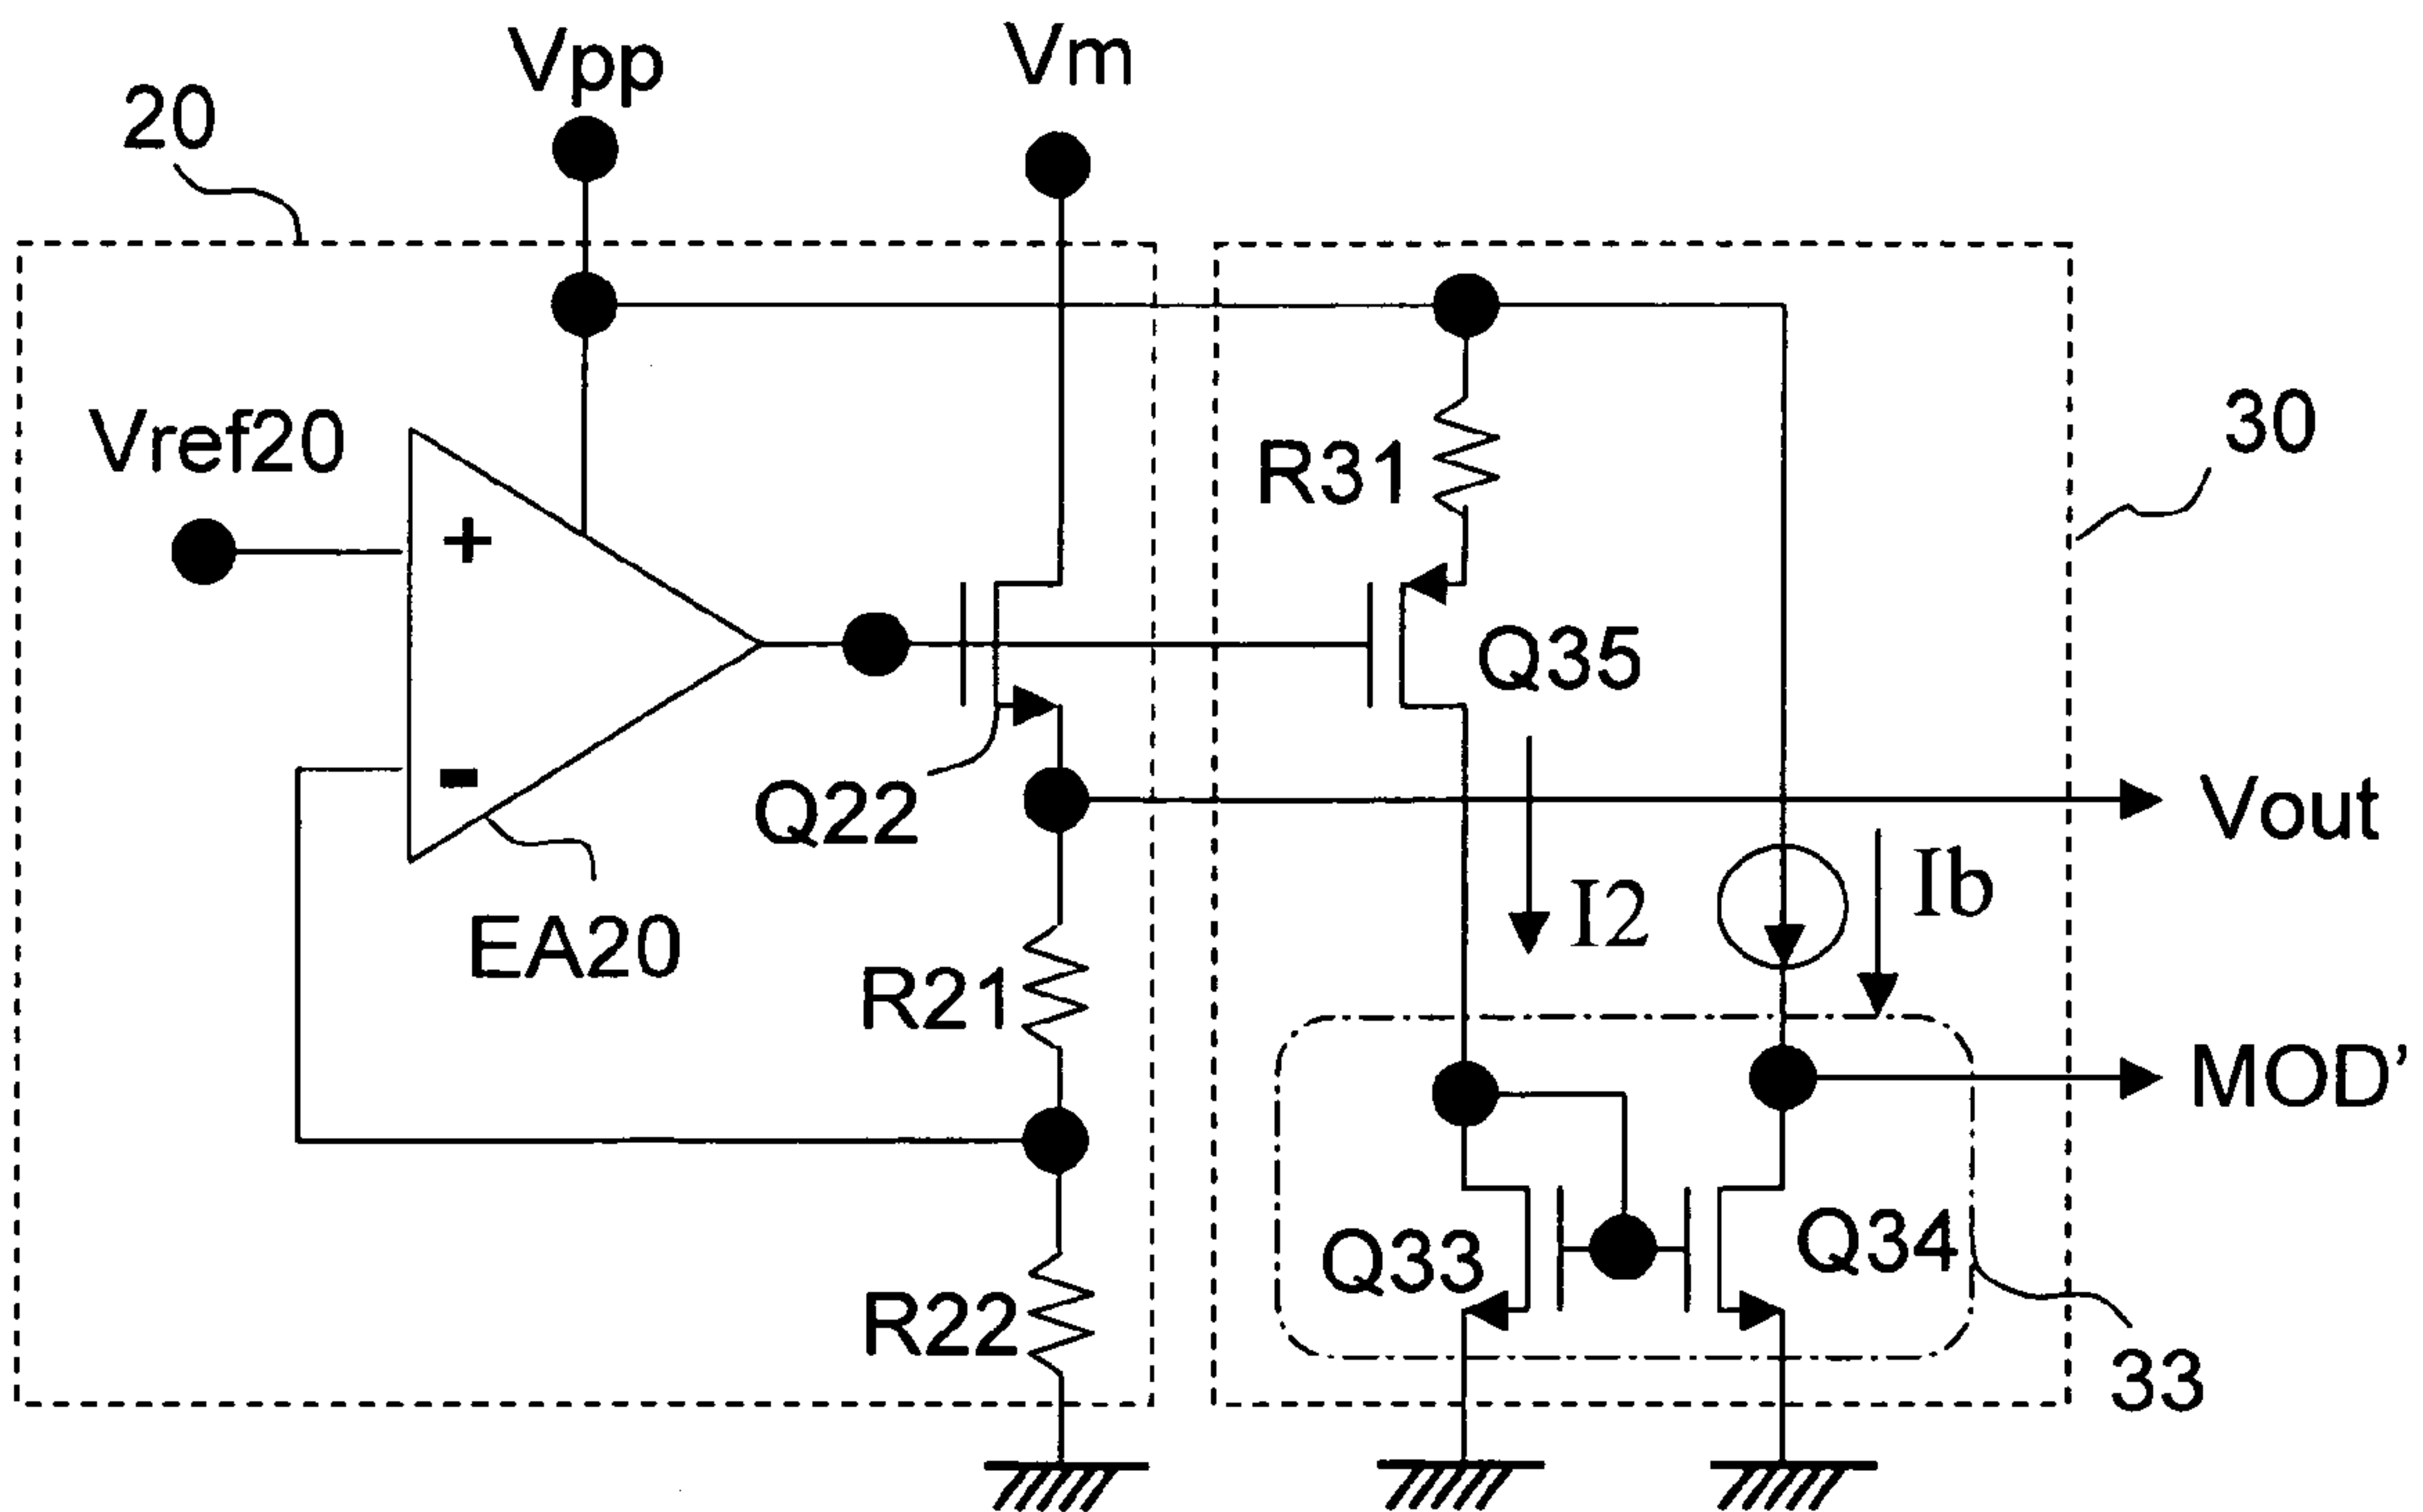 Vpp
Vm
20
Vref20
+
-
R31
30
Q35
Q22
Vout
I2
Ib
EA20
R21
MOD'
Q33
Q34
R22
33